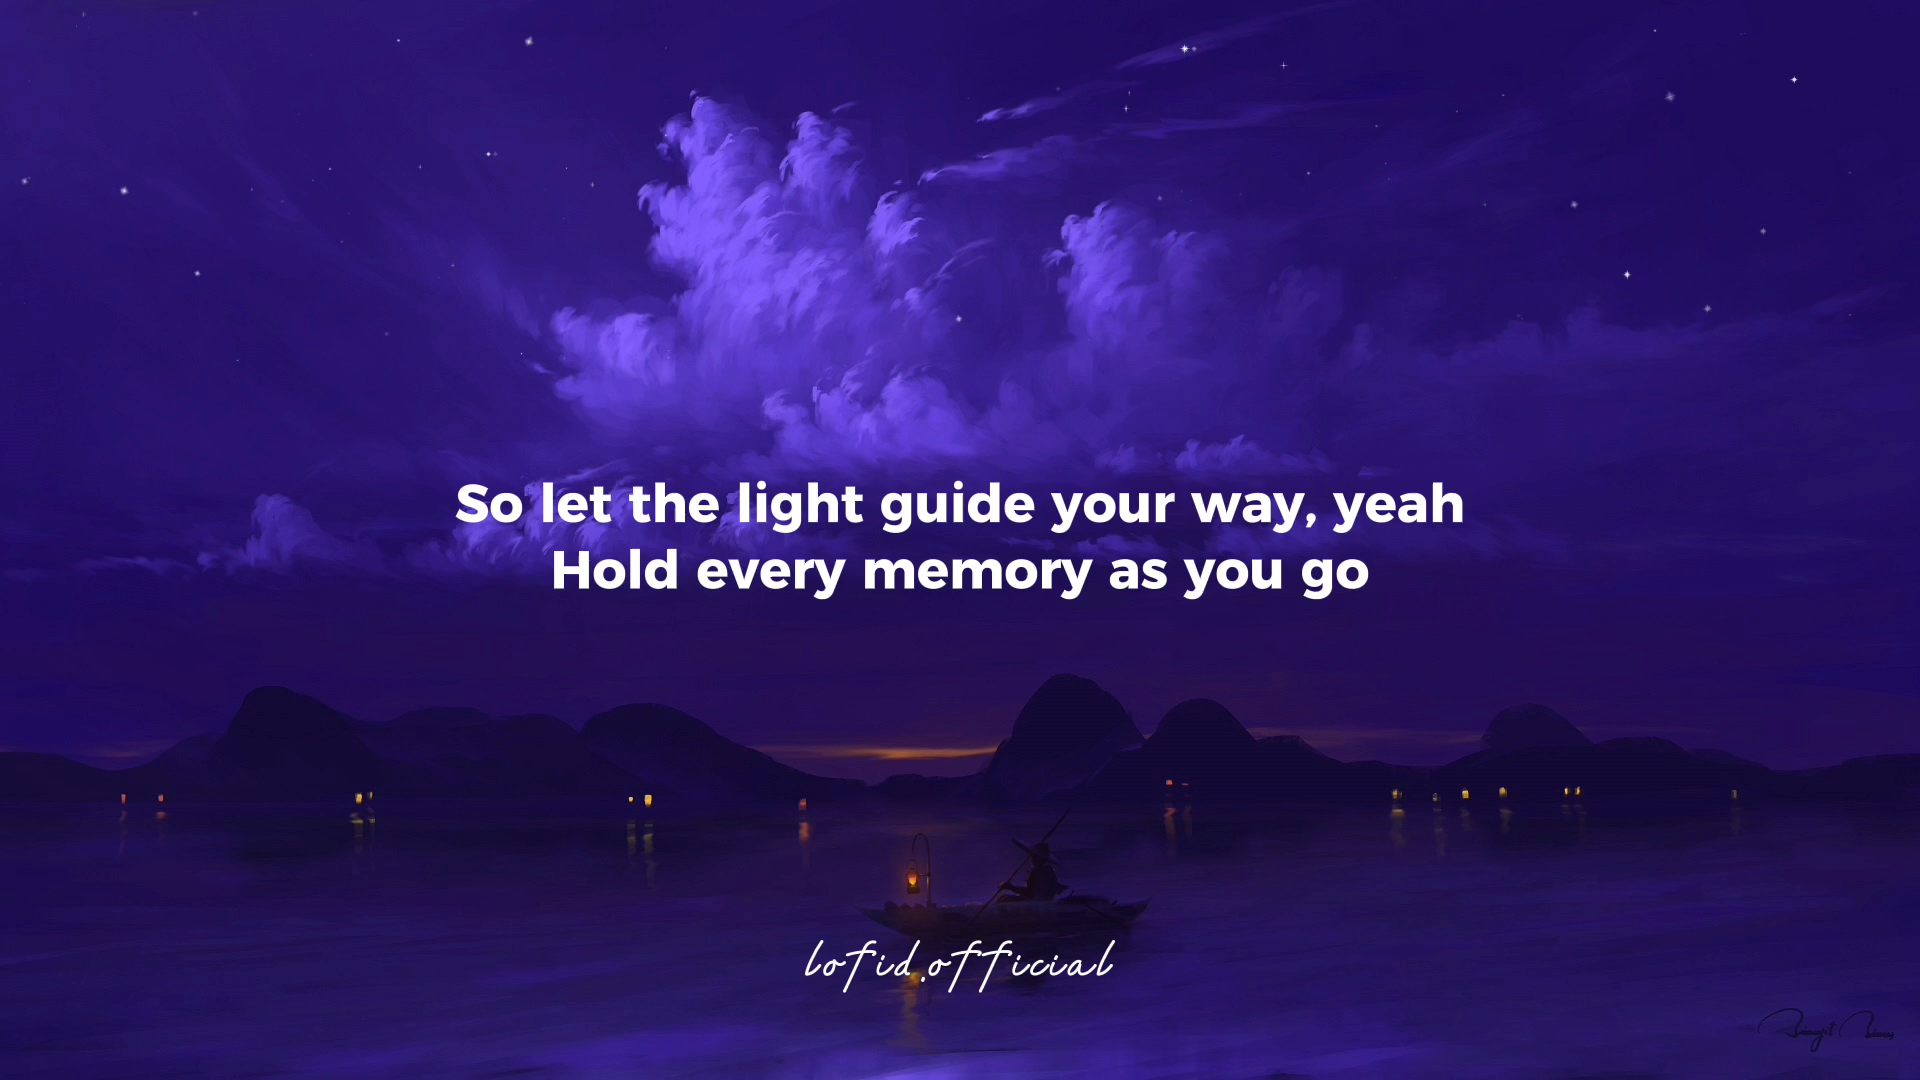 So let the light guide your way, yeah
Hold every memory as you go
lofid.official